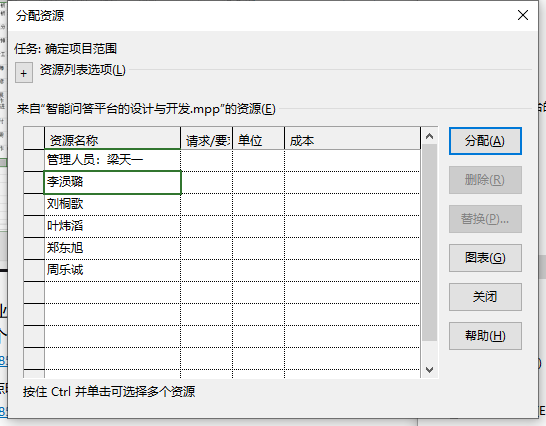 分配资源
任务: 确定项目范围
+ 资源列表选项(L)
来自"智能问答平台的设计与开发.mpp"的资源(E)
资源名称 请求/要求 单位 成本
管理人员：梁天一
李涢璐
刘桐歌
叶炜滔
郑东旭
周乐诚
分配(A)
删除(R)
替换(P)...
图表(G)
关闭
帮助(H)
按住 Ctrl 并单击可选择多个资源